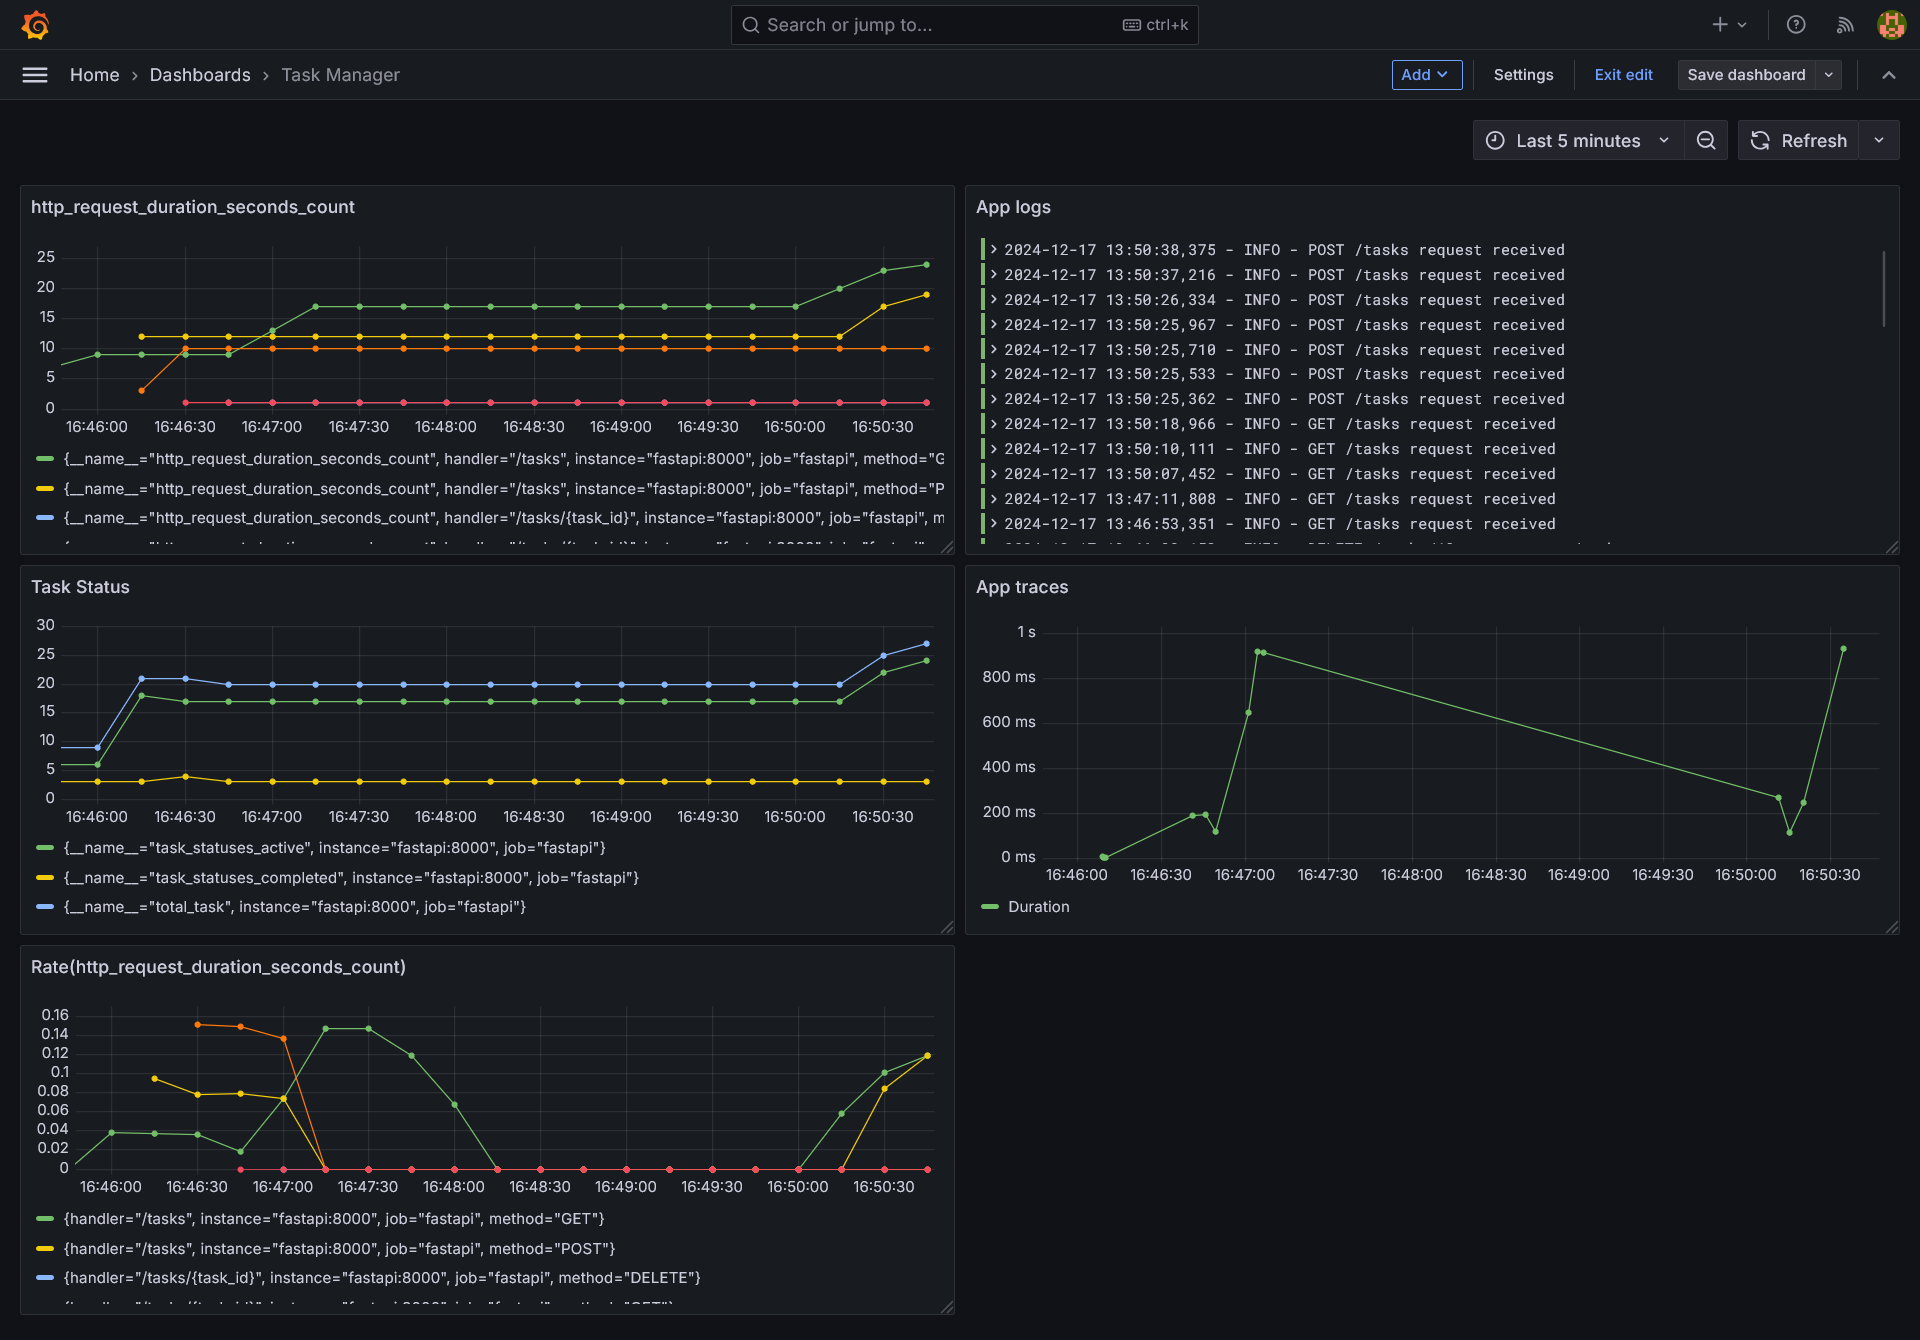 Search or jump to... ctrl+k
Home › Dashboards › Task Manager
Add Settings Exit edit Save dashboard
Last 5 minutes Refresh
http_request_duration_seconds_count
25
20
15
10
5
0
16:46:00 16:46:30 16:47:00 16:47:30 16:48:00 16:48:30 16:49:00 16:49:30 16:50:00 16:50:30
{__name__="http_request_duration_seconds_count", handler="/tasks", instance="fastapi:8000", job="fastapi", method="G
{__name__="http_request_duration_seconds_count", handler="/tasks", instance="fastapi:8000", job="fastapi", method="P
{__name__="http_request_duration_seconds_count", handler="/tasks/{task_id}", instance="fastapi:8000", job="fastapi", m
App logs
2024-12-17 13:50:38,375 - INFO - POST /tasks request received
2024-12-17 13:50:37,216 - INFO - POST /tasks request received
2024-12-17 13:50:26,334 - INFO - POST /tasks request received
2024-12-17 13:50:25,967 - INFO - POST /tasks request received
2024-12-17 13:50:25,710 - INFO - POST /tasks request received
2024-12-17 13:50:25,533 - INFO - POST /tasks request received
2024-12-17 13:50:25,362 - INFO - POST /tasks request received
2024-12-17 13:50:18,966 - INFO - GET /tasks request received
2024-12-17 13:50:10,111 - INFO - GET /tasks request received
2024-12-17 13:50:07,452 - INFO - GET /tasks request received
2024-12-17 13:47:11,808 - INFO - GET /tasks request received
2024-12-17 13:46:53,351 - INFO - GET /tasks request received
Task Status
30
25
20
15
10
5
0
16:46:00 16:46:30 16:47:00 16:47:30 16:48:00 16:48:30 16:49:00 16:49:30 16:50:00 16:50:30
{__name__="task_statuses_active", instance="fastapi:8000", job="fastapi"}
{__name__="task_statuses_completed", instance="fastapi:8000", job="fastapi"}
{__name__="total_task", instance="fastapi:8000", job="fastapi"}
App traces
1 s
800 ms
600 ms
400 ms
200 ms
0 ms
16:46:00 16:46:30 16:47:00 16:47:30 16:48:00 16:48:30 16:49:00 16:49:30 16:50:00 16:50:30
Duration
Rate(http_request_duration_seconds_count)
0.16
0.14
0.12
0.1
0.08
0.06
0.04
0.02
0
16:46:00 16:46:30 16:47:00 16:47:30 16:48:00 16:48:30 16:49:00 16:49:30 16:50:00 16:50:30
{handler="/tasks", instance="fastapi:8000", job="fastapi", method="GET"}
{handler="/tasks", instance="fastapi:8000", job="fastapi", method="POST"}
{handler="/tasks/{task_id}", instance="fastapi:8000", job="fastapi", method="DELETE"}